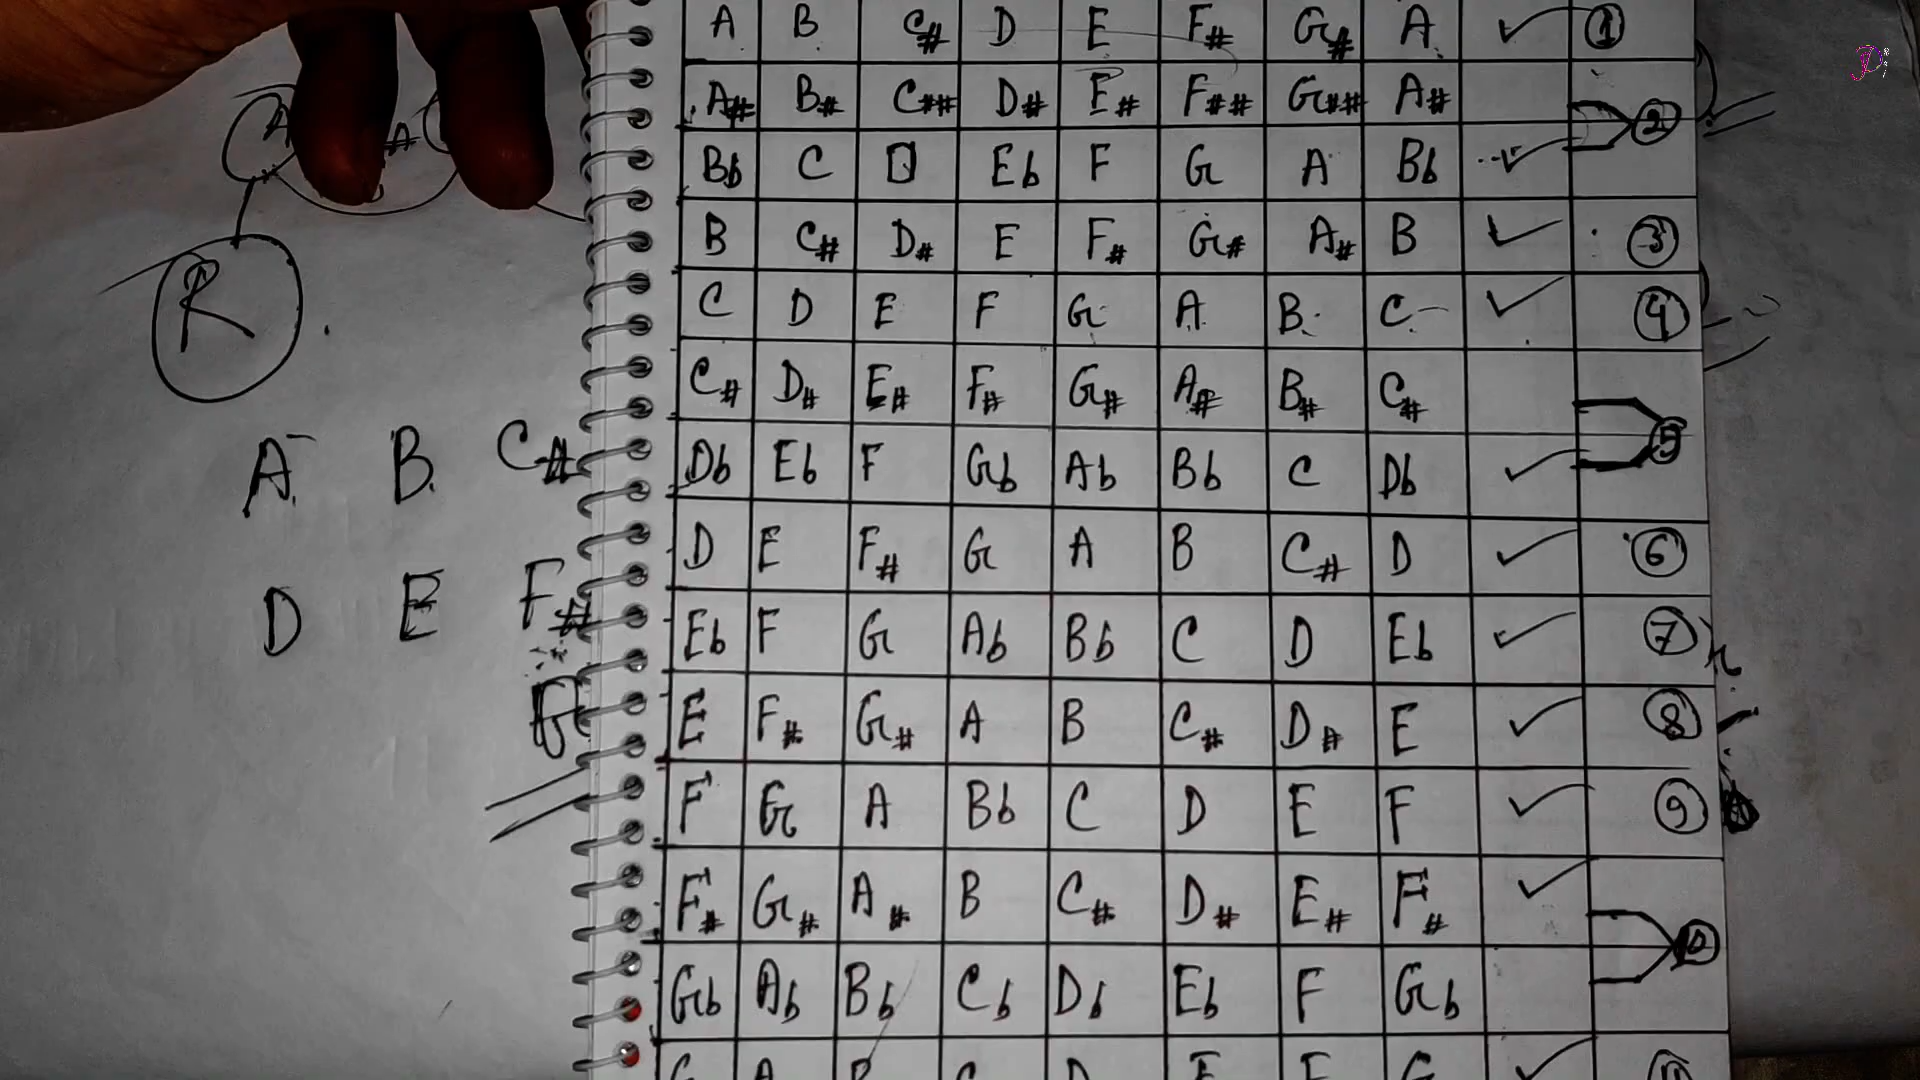 A B C# D E F# G# A ✓ 1
A# B# C## D# E# F## G## A#
2
Bb C D Eb F G A Bb ✓
B C# D# E F# G# A# B ✓ 3
C D E F G A B C ✓ 4
C# D# E# F# G# A# B# C#
5
Db Eb F Gb Ab Bb C Db ✓
D E F# G A B C# D ✓ 6
Eb F G Ab Bb C D Eb ✓ 7
E F# G# A B C# D# E ✓ 8
F G A Bb C D E F ✓ 9
F# G# A# B C# D# E# F# ✓
10
Gb Ab Bb Cb Db Eb F Gb
R
A B C#
D E F#
G